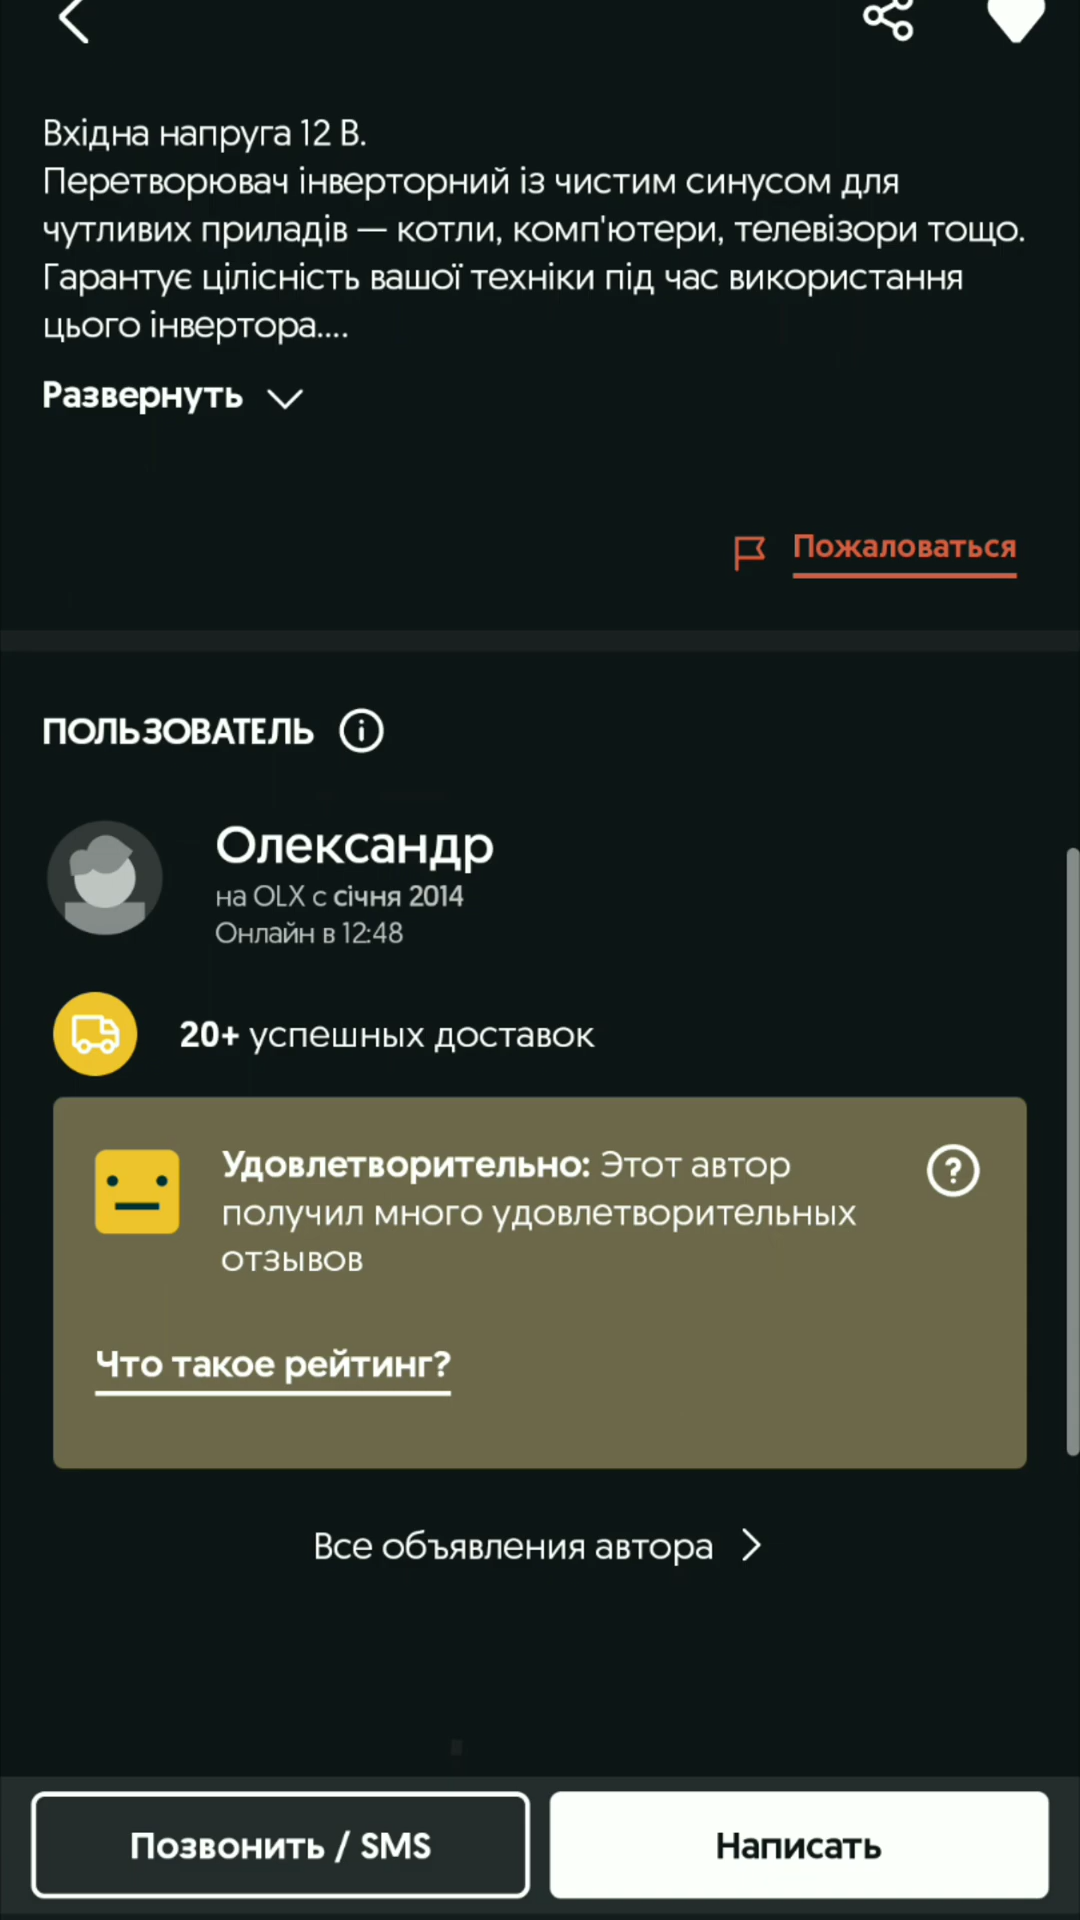 Вхідна напруга 12 В.
Перетворювач інверторний із чистим синусом для
чутливих приладів — котли, комп'ютери, телевізори тощо.
Гарантує цілісність вашої техніки під час використання
цього інвертора....
Развернуть
Пожаловаться
ПОЛЬЗОВАТЕЛЬ
Олександр
на OLX с січня 2014
Онлайн в 12:48
20+ успешных доставок
Удовлетворительно: Этот автор
получил много удовлетворительных
отзывов
Что такое рейтинг?
Все объявления автора
Позвонить / SMS
Написать